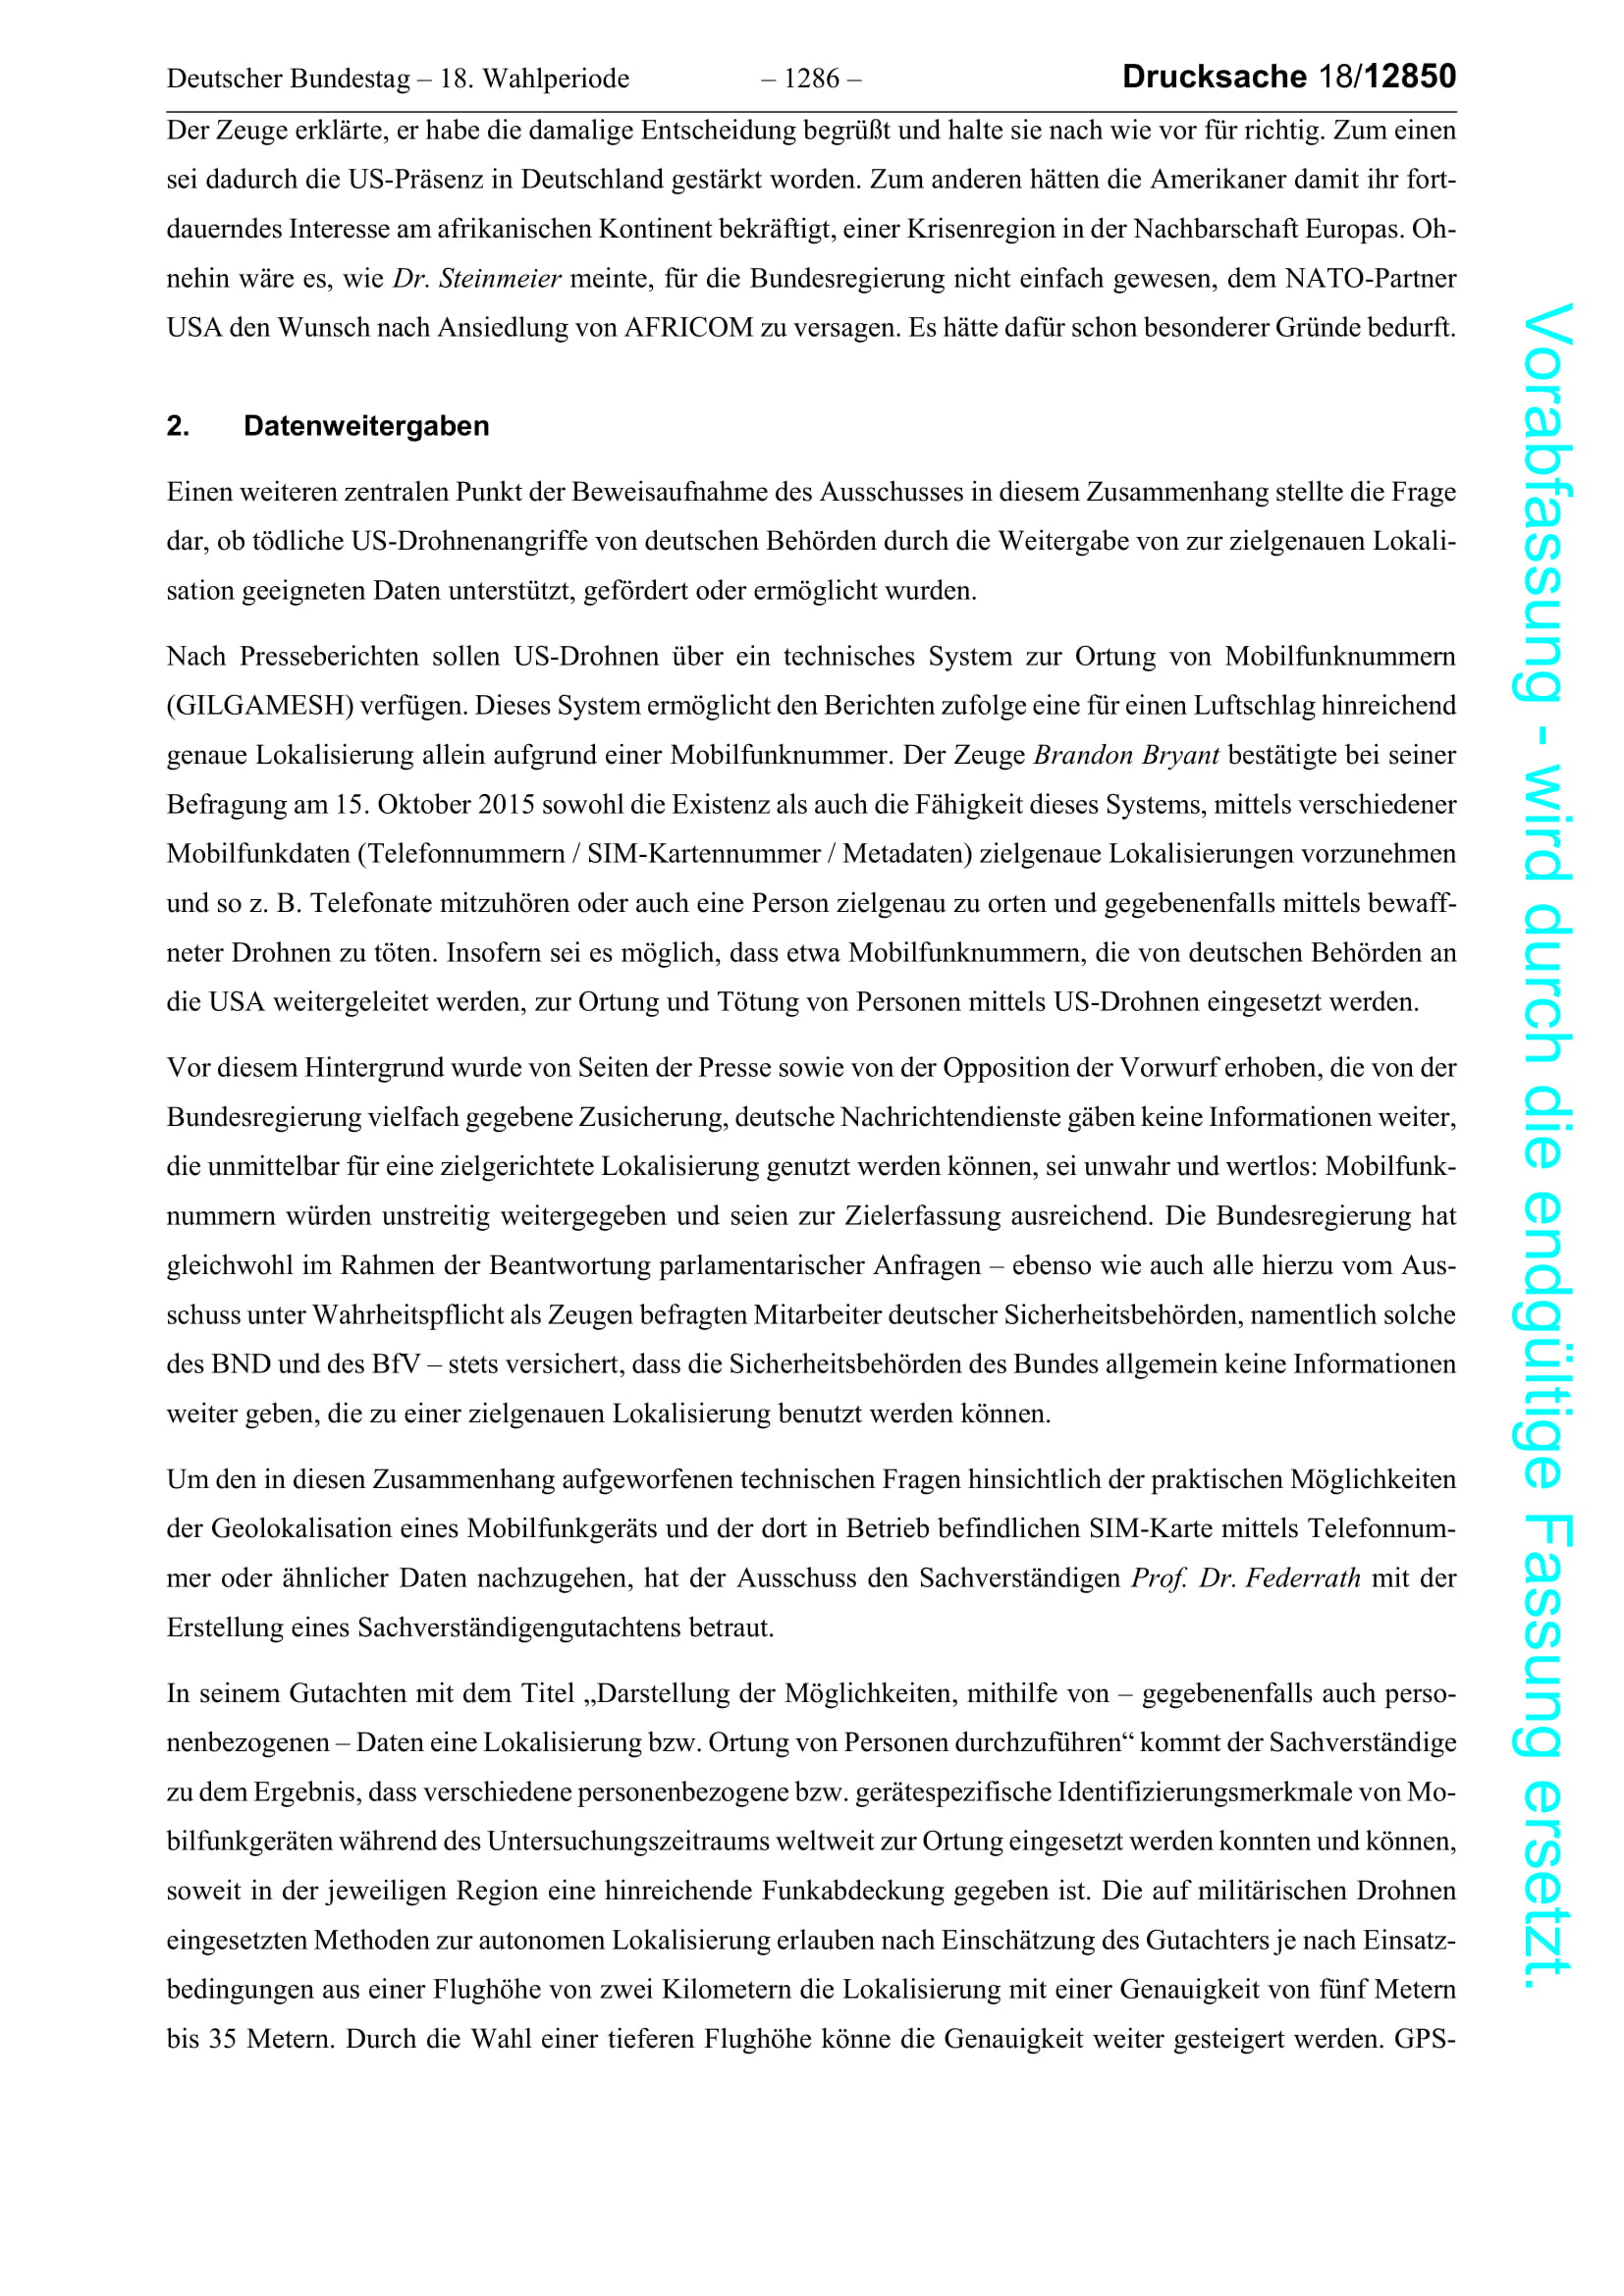 Deutscher Bundestag – 18. Wahlperiode – 1286 – Drucksache 18/12850
Der Zeuge erklärte, er habe die damalige Entscheidung begrüßt und halte sie nach wie vor für richtig. Zum einen
sei dadurch die US-Präsenz in Deutschland gestärkt worden. Zum anderen hätten die Amerikaner damit ihr fort-
dauerndes Interesse am afrikanischen Kontinent bekräftigt, einer Krisenregion in der Nachbarschaft Europas. Oh-
nehin wäre es, wie Dr. Steinmeier meinte, für die Bundesregierung nicht einfach gewesen, dem NATO-Partner
USA den Wunsch nach Ansiedlung von AFRICOM zu versagen. Es hätte dafür schon besonderer Gründe bedurft.
2. Datenweitergaben
Einen weiteren zentralen Punkt der Beweisaufnahme des Ausschusses in diesem Zusammenhang stellte die Frage
dar, ob tödliche US-Drohnenangriffe von deutschen Behörden durch die Weitergabe von zur zielgenauen Lokali-
sation geeigneten Daten unterstützt, gefördert oder ermöglicht wurden.
Nach Presseberichten sollen US-Drohnen über ein technisches System zur Ortung von Mobilfunknummern
(GILGAMESH) verfügen. Dieses System ermöglicht den Berichten zufolge eine für einen Luftschlag hinreichend
genaue Lokalisierung allein aufgrund einer Mobilfunknummer. Der Zeuge Brandon Bryant bestätigte bei seiner
Befragung am 15. Oktober 2015 sowohl die Existenz als auch die Fähigkeit dieses Systems, mittels verschiedener
Mobilfunkdaten (Telefonnummern / SIM-Kartennummer / Metadaten) zielgenaue Lokalisierungen vorzunehmen
und so z. B. Telefonate mitzuhören oder auch eine Person zielgenau zu orten und gegebenenfalls mittels bewaff-
neter Drohnen zu töten. Insofern sei es möglich, dass etwa Mobilfunknummern, die von deutschen Behörden an
die USA weitergeleitet werden, zur Ortung und Tötung von Personen mittels US-Drohnen eingesetzt werden.
Vor diesem Hintergrund wurde von Seiten der Presse sowie von der Opposition der Vorwurf erhoben, die von der
Bundesregierung vielfach gegebene Zusicherung, deutsche Nachrichtendienste gäben keine Informationen weiter,
die unmittelbar für eine zielgerichtete Lokalisierung genutzt werden können, sei unwahr und wertlos: Mobilfunk-
nummern würden unstreitig weitergegeben und seien zur Zielerfassung ausreichend. Die Bundesregierung hat
gleichwohl im Rahmen der Beantwortung parlamentarischer Anfragen – ebenso wie auch alle hierzu vom Aus-
schuss unter Wahrheitspflicht als Zeugen befragten Mitarbeiter deutscher Sicherheitsbehörden, namentlich solche
des BND und des BfV – stets versichert, dass die Sicherheitsbehörden des Bundes allgemein keine Informationen
weiter geben, die zu einer zielgenauen Lokalisierung benutzt werden können.
Um den in diesen Zusammenhang aufgeworfenen technischen Fragen hinsichtlich der praktischen Möglichkeiten
der Geolokalisation eines Mobilfunkgeräts und der dort in Betrieb befindlichen SIM-Karte mittels Telefonnum-
mer oder ähnlicher Daten nachzugehen, hat der Ausschuss den Sachverständigen Prof. Dr. Federrath mit der
Erstellung eines Sachverständigengutachtens betraut.
In seinem Gutachten mit dem Titel „Darstellung der Möglichkeiten, mithilfe von – gegebenenfalls auch perso-
nenbezogenen – Daten eine Lokalisierung bzw. Ortung von Personen durchzuführen“ kommt der Sachverständige
zu dem Ergebnis, dass verschiedene personenbezogene bzw. gerätespezifische Identifizierungsmerkmale von Mo-
bilfunkgeräten während des Untersuchungszeitraums weltweit zur Ortung eingesetzt werden konnten und können,
soweit in der jeweiligen Region eine hinreichende Funkabdeckung gegeben ist. Die auf militärischen Drohnen
eingesetzten Methoden zur autonomen Lokalisierung erlauben nach Einschätzung des Gutachters je nach Einsatz-
bedingungen aus einer Flughöhe von zwei Kilometern die Lokalisierung mit einer Genauigkeit von fünf Metern
bis 35 Metern. Durch die Wahl einer tieferen Flughöhe könne die Genauigkeit weiter gesteigert werden. GPS-
Vorabfassung - wird durch die endgültige Fassung ersetzt.